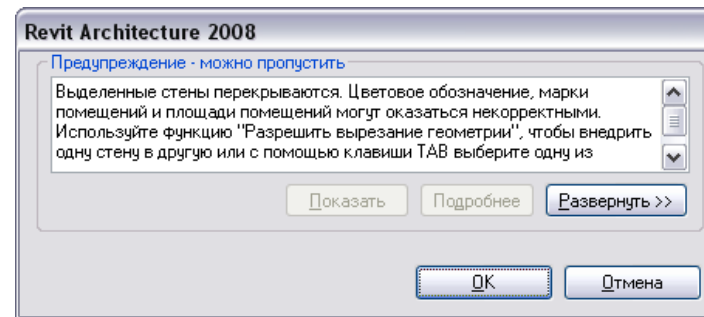 Revit Architecture 2008
Предупреждение - можно пропустить
Выделенные стены перекрываются. Цветовое обозначение, марки
помещений и площади помещений могут оказаться некорректными.
Используйте функцию "Разрешить вырезание геометрии", чтобы внедрить
одну стену в другую или с помощью клавиши TAB выберите одну из
Показать Подробнее Развернуть >>
OK Отмена